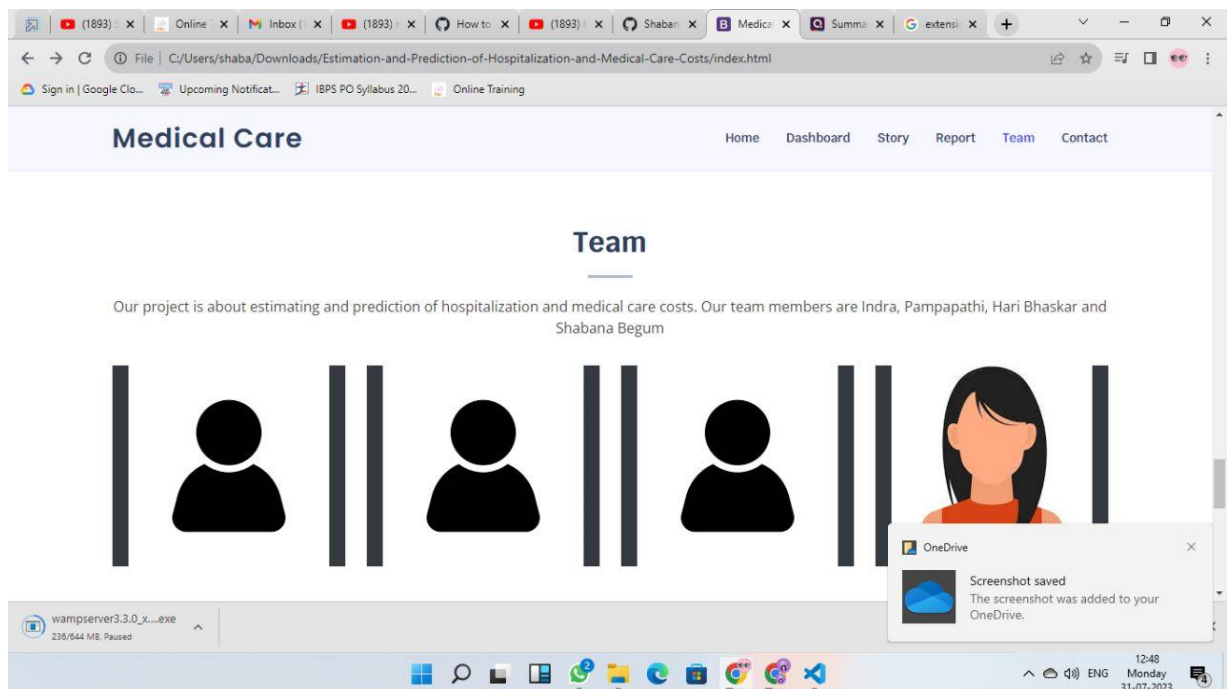 (1893) S
Online T
Inbox (1
(1893) H
How to
(1893) H
Shaban
Medica
Summa
extensio
File | C:/Users/shaba/Downloads/Estimation-and-Prediction-of-Hospitalization-and-Medical-Care-Costs/index.html
Sign in | Google Clo... Upcoming Notificat... IBPS PO Syllabus 20... Online Training
Medical Care
Home Dashboard Story Report Team Contact
Team
Our project is about estimating and prediction of hospitalization and medical care costs. Our team members are Indra, Pampapathi, Hari Bhaskar and
Shabana Begum
OneDrive
Screenshot saved
The screenshot was added to your
OneDrive.
wampserver3.3.0_x....exe
236/644 MB, Paused
2
ENG
12:48
Monday
31-07-2023
4